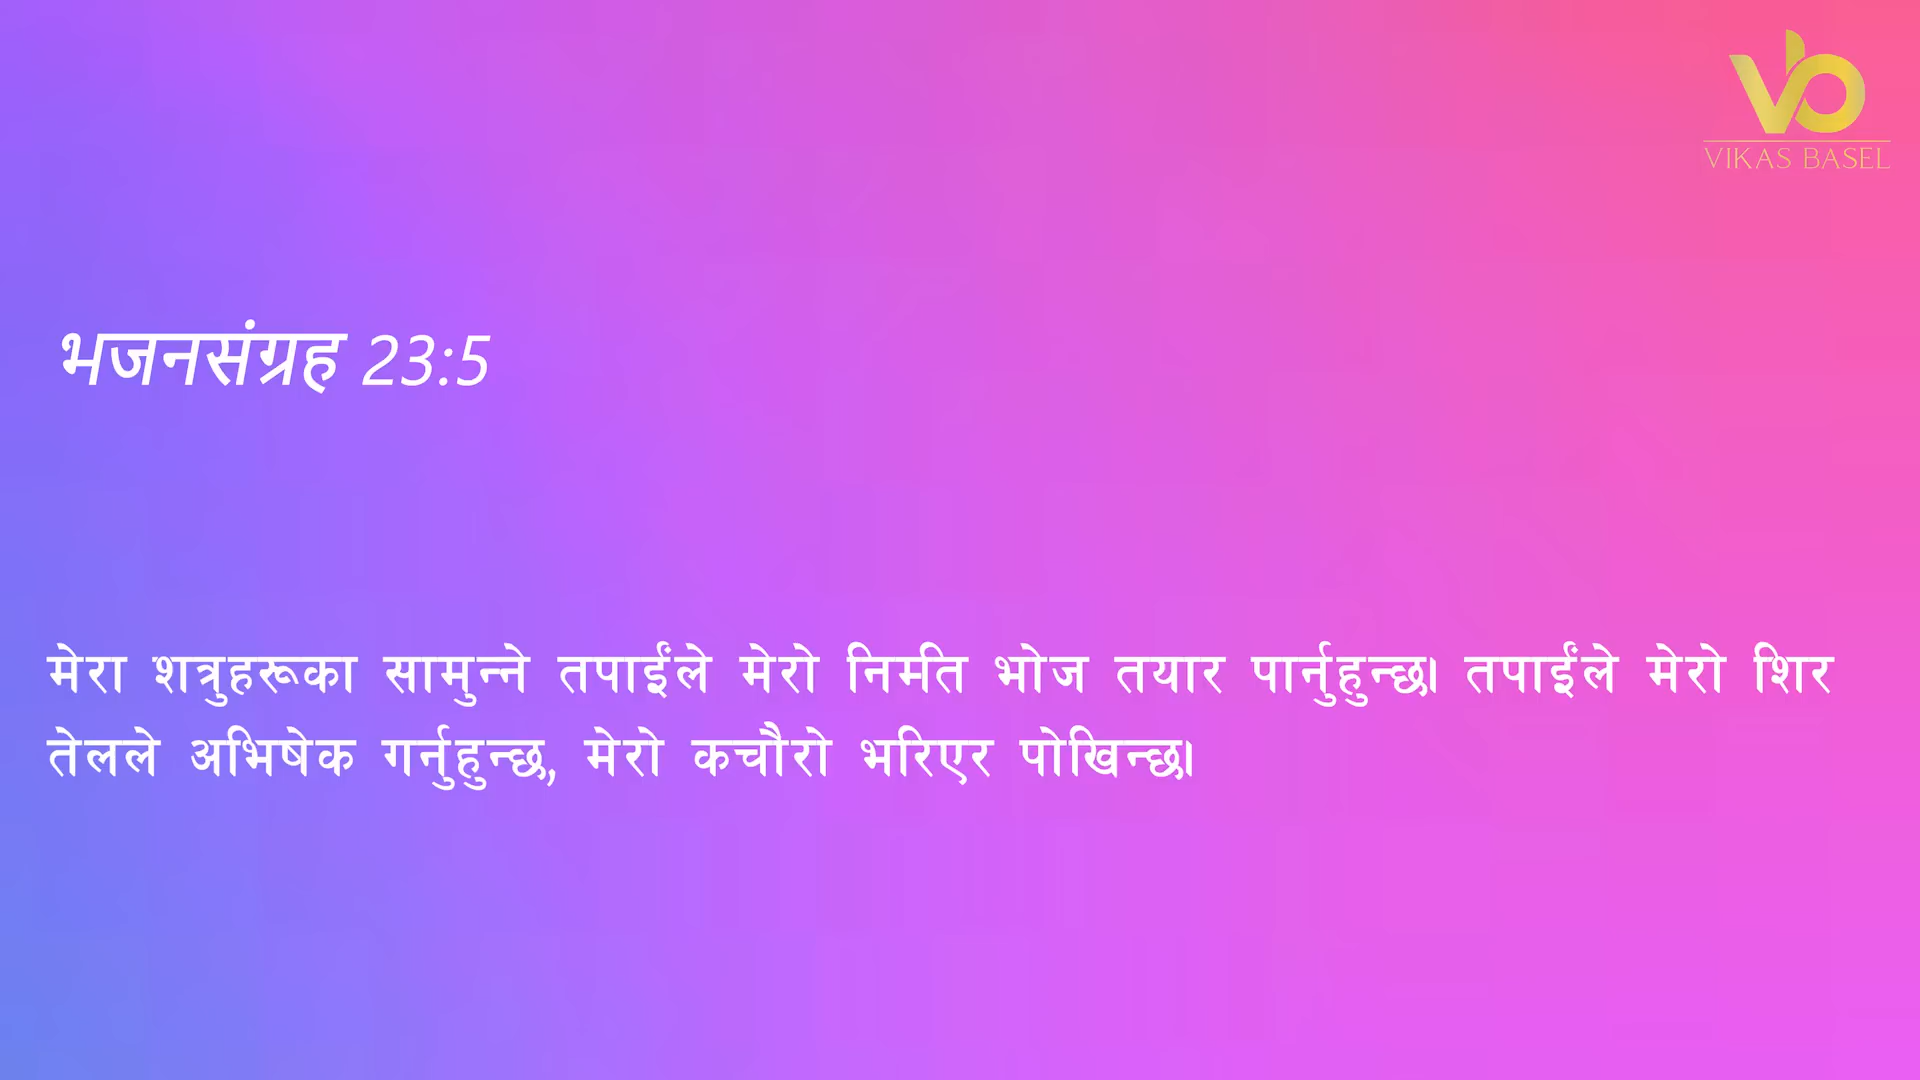 VIKAS BASEL
भजनसंग्रह 23:5
मेरा शत्रुहरूका सामुन्ने तपाईंले मेरो निम्ति भोज तयार पार्नुहुन्छ। तपाईंले मेरो शिर
तेलले अभिषेक गर्नुहुन्छ, मेरो कचौरो भरिएर पोखिन्छ।